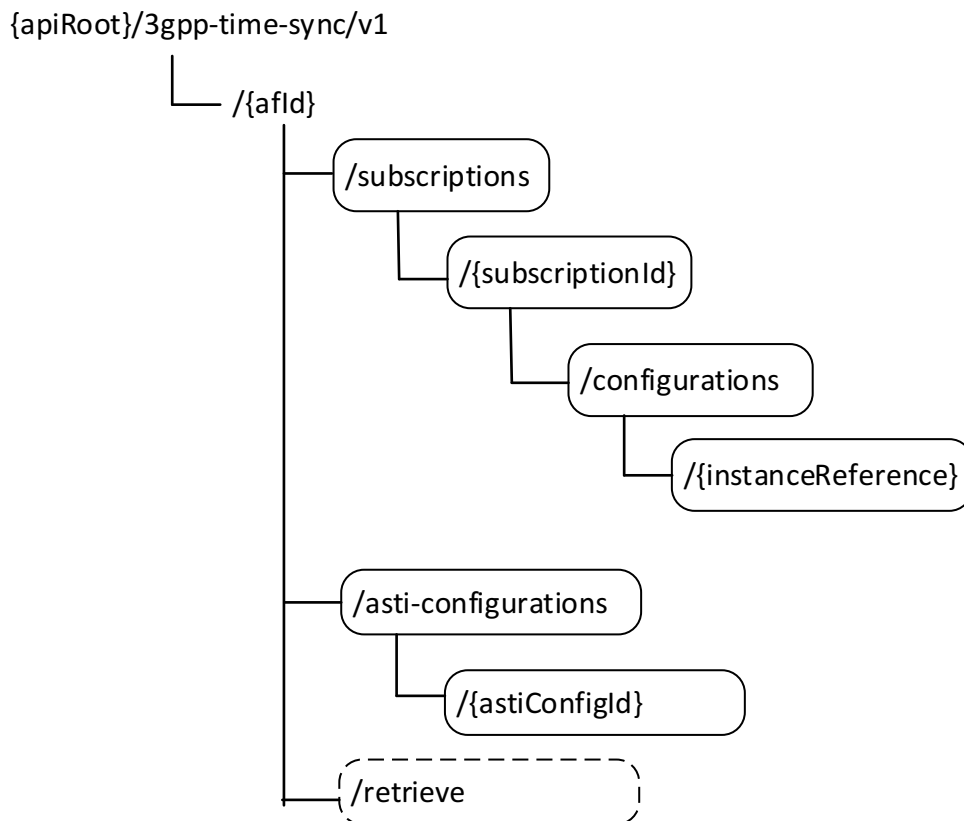 {apiRoot}/3gpp-time-sync/v1
/{afId}
/subscriptions
/{subscriptionId}
/configurations
/{instanceReference}
/asti-configurations
/{astiConfigId}
/retrieve